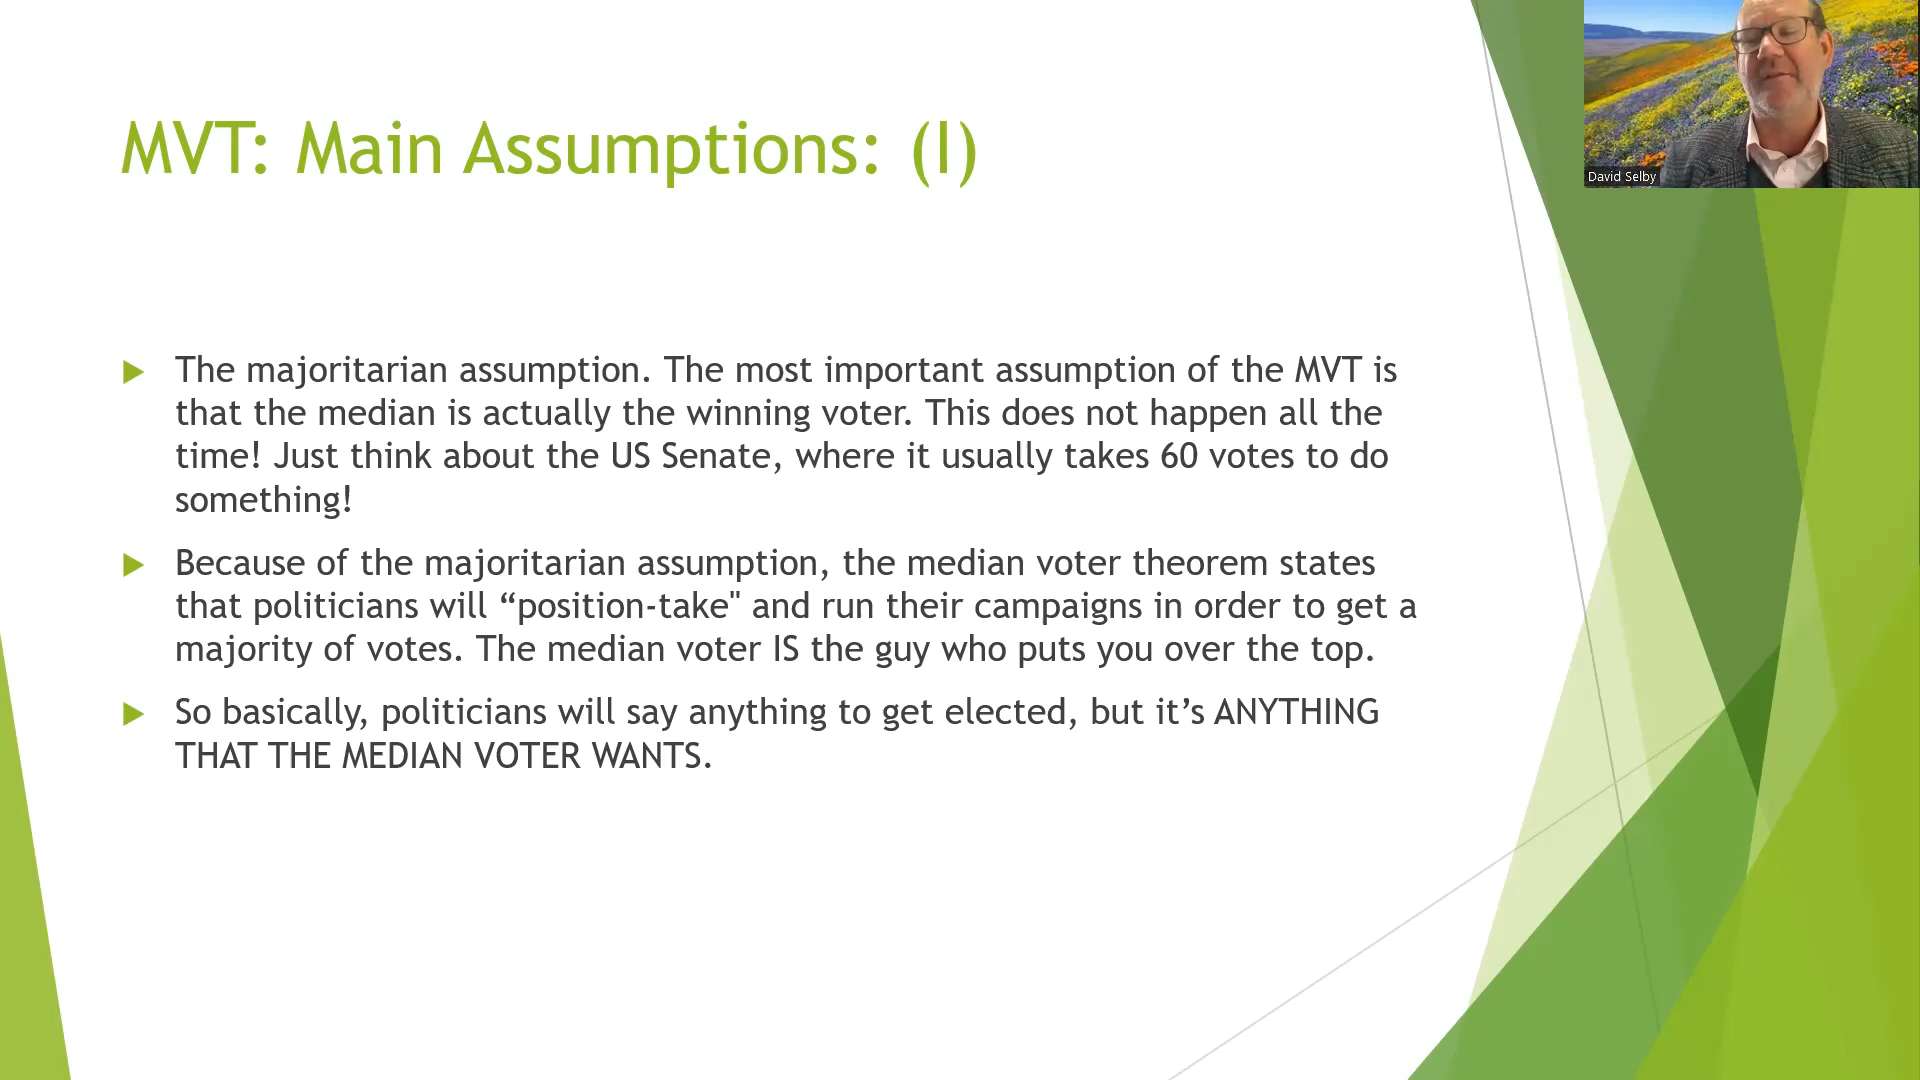 MVT: Main Assumptions: (I)
David Selby
The majoritarian assumption. The most important assumption of the MVT is
that the median is actually the winning voter. This does not happen all the
time! Just think about the US Senate, where it usually takes 60 votes to do
something!
Because of the majoritarian assumption, the median voter theorem states
that politicians will “position-take" and run their campaigns in order to get a
majority of votes. The median voter IS the guy who puts you over the top.
So basically, politicians will say anything to get elected, but it’s ANYTHING
THAT THE MEDIAN VOTER WANTS.